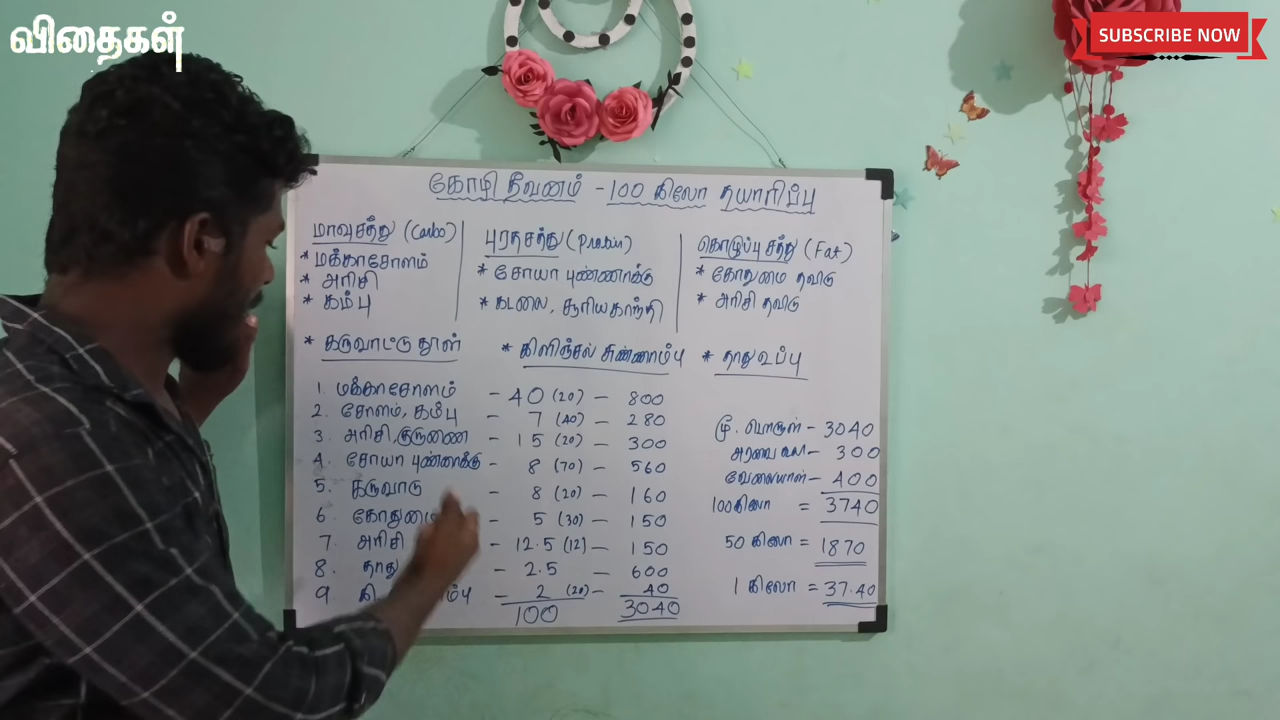 விதைகள்
SUBSCRIBE NOW
கோழி தீவனம் - 100 கிலோ தயாரிப்பு
மாவுசத்து (Carbo)
* மக்காசோளம்
* அரிசி
* கம்பு
புரதசத்து (Protin)
* சோயா புண்ணாக்கு
* கடலை, சூரியகாந்தி
கொழுப்பு சத்து (Fat)
* கோதுமை தவிடு
* அரிசி தவிடு
* கருவாட்டு தூள்
* கிளிஞ்சல் சுண்ணாம்பு
* தாது உப்பு
1. மக்காசோளம் - 40 (20) - 800
2. சோளம், கம்பு - 7 (40) - 280
3. அரிசி, குருணை - 15 (20) - 300
4. சோயா புண்ணாக்கு - 8 (70) - 560
5. கருவாடு - 8 (20) - 160
6. கோதுமை - 5 (30) - 150
7. அரிசி - 12.5 (12) - 150
8. தாது - 2.5 - 600
9 கி ம்பு - 2 (20) - 40
100 3040
மூ. பொருள் - 3040
அரவை கூலி - 300
வேலையாள் - 400
100 கிலோ = 3740
50 கிலோ = 1870
1 கிலோ = 37.40